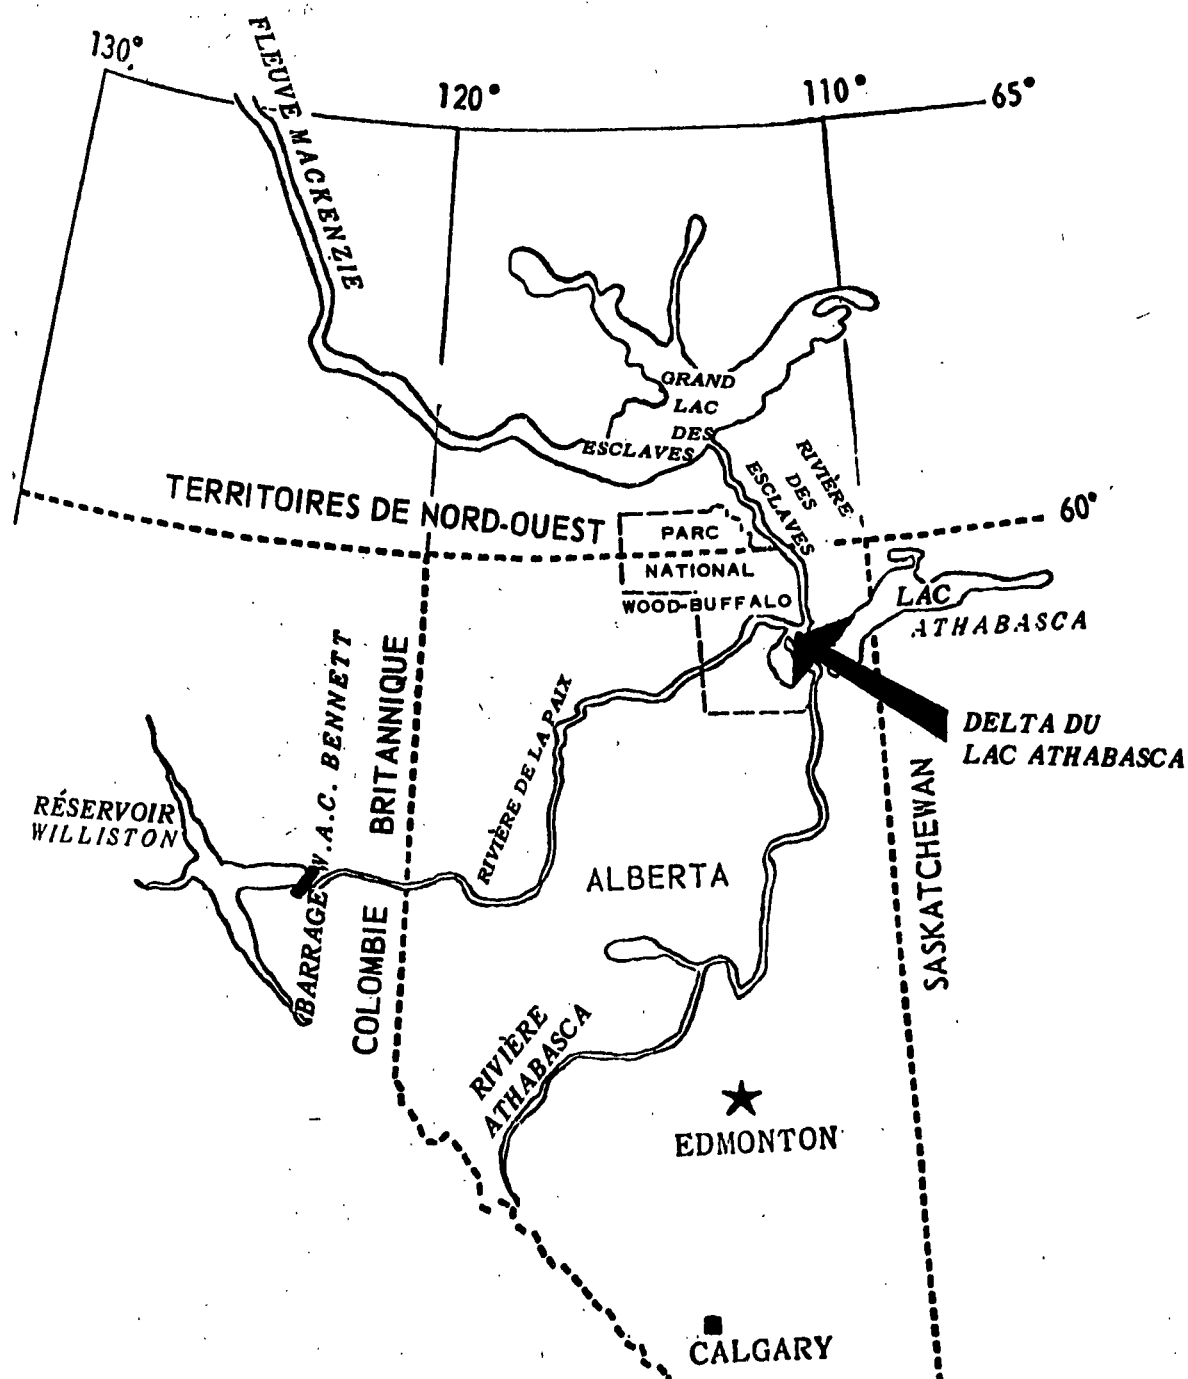 130°
120°
110°
65°
FLEUVE MACKENZIE
GRAND
LAC
DES
ESCLAVES
RIVIÈRE
DES
ESCLAVES
TERRITOIRES DE NORD-OUEST
60°
PARC
NATIONAL
WOOD-BUFFALO
LAC
ATHABASCA
DELTA DU
LAC ATHABASCA
RÉSERVOIR
WILLISTON
BARRAGE W.A.C. BENNETT
COLOMBIE BRITANNIQUE
RIVIÈRE DE LA PAIX
ALBERTA
SASKATCHEWAN
RIVIÈRE
ATHABASCA
EDMONTON
CALGARY